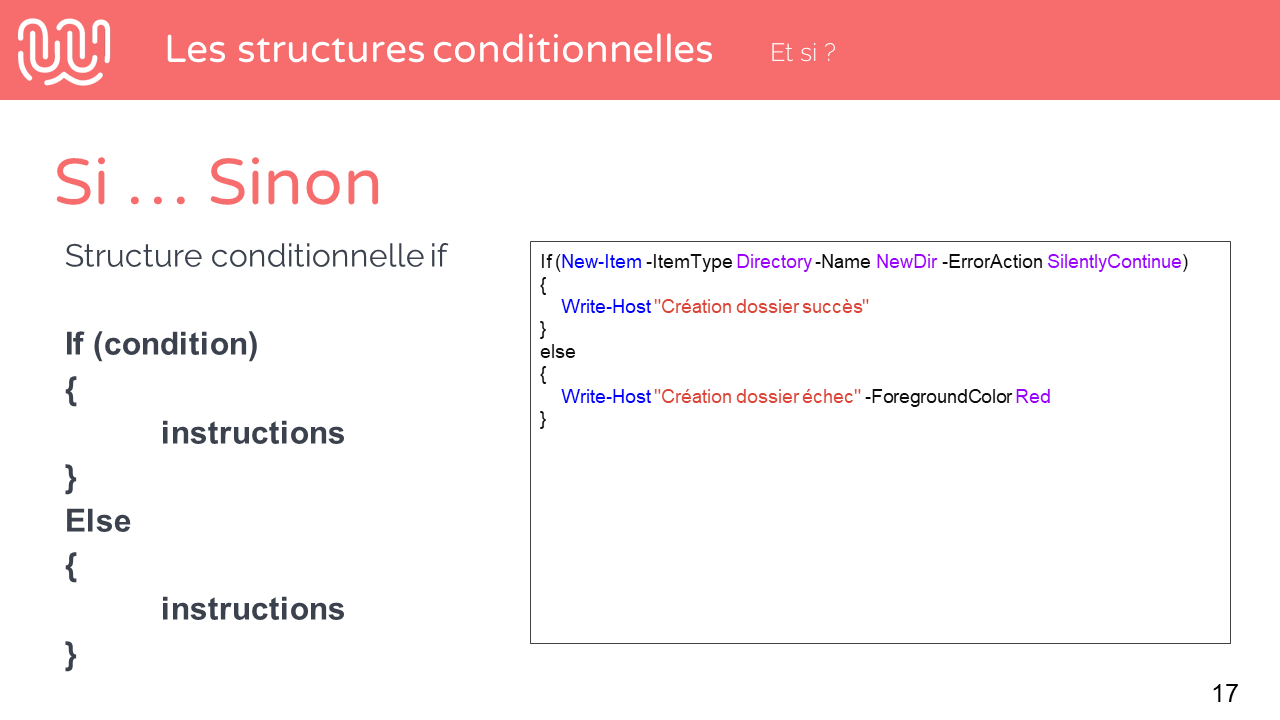 Les structures conditionnelles
Et si ?
Si … Sinon
Structure conditionnelle if
If (condition)
{
instructions
}
Else
{
instructions
}
If (New-Item -ItemType Directory -Name NewDir -ErrorAction SilentlyContinue)
{
Write-Host "Création dossier succès"
}
else
{
Write-Host "Création dossier échec" -ForegroundColor Red
}
17